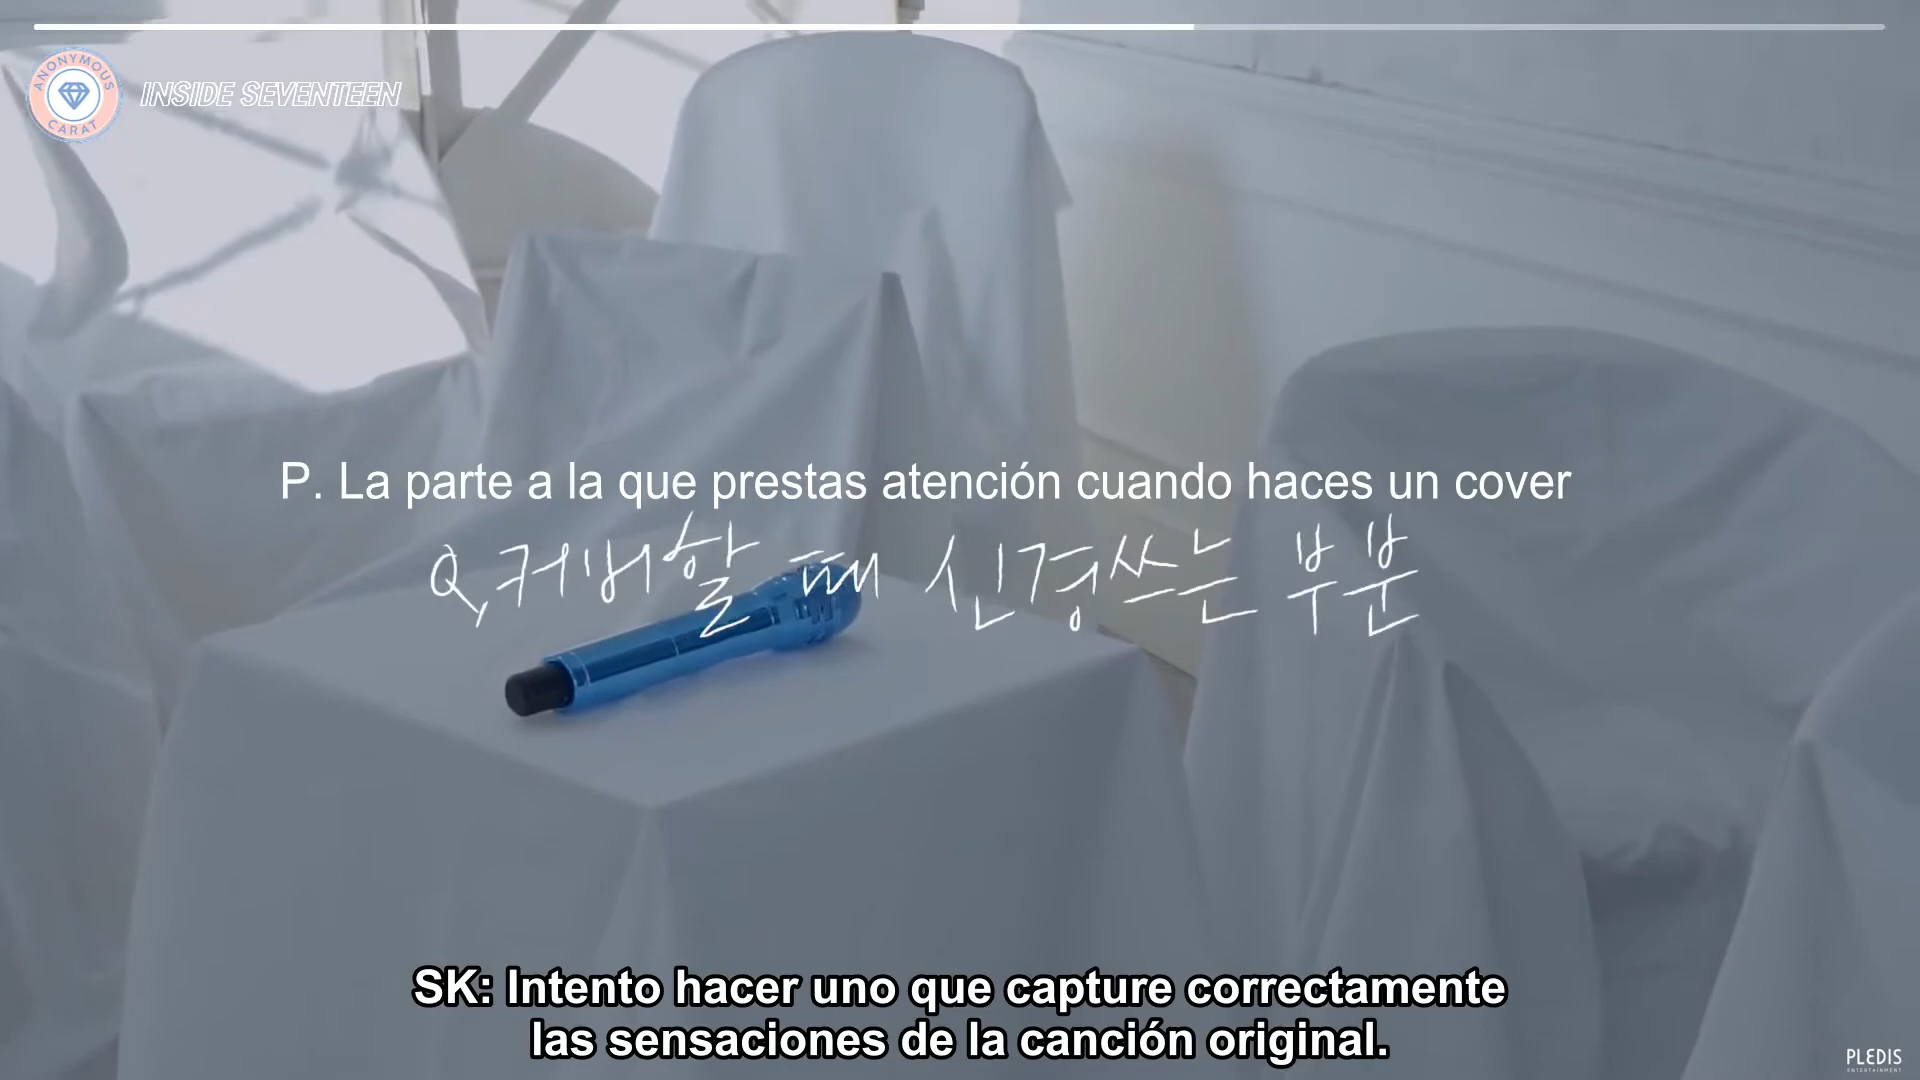 ANONYMOUS
CARAT
INSIDE SEVENTEEN
P. La parte a la que prestas atención cuando haces un cover
Q, 커버할 때 신경쓰는 부분
SK: Intento hacer uno que capture correctamente
las sensaciones de la canción original.
PLEDIS
ENTERTAINMENT